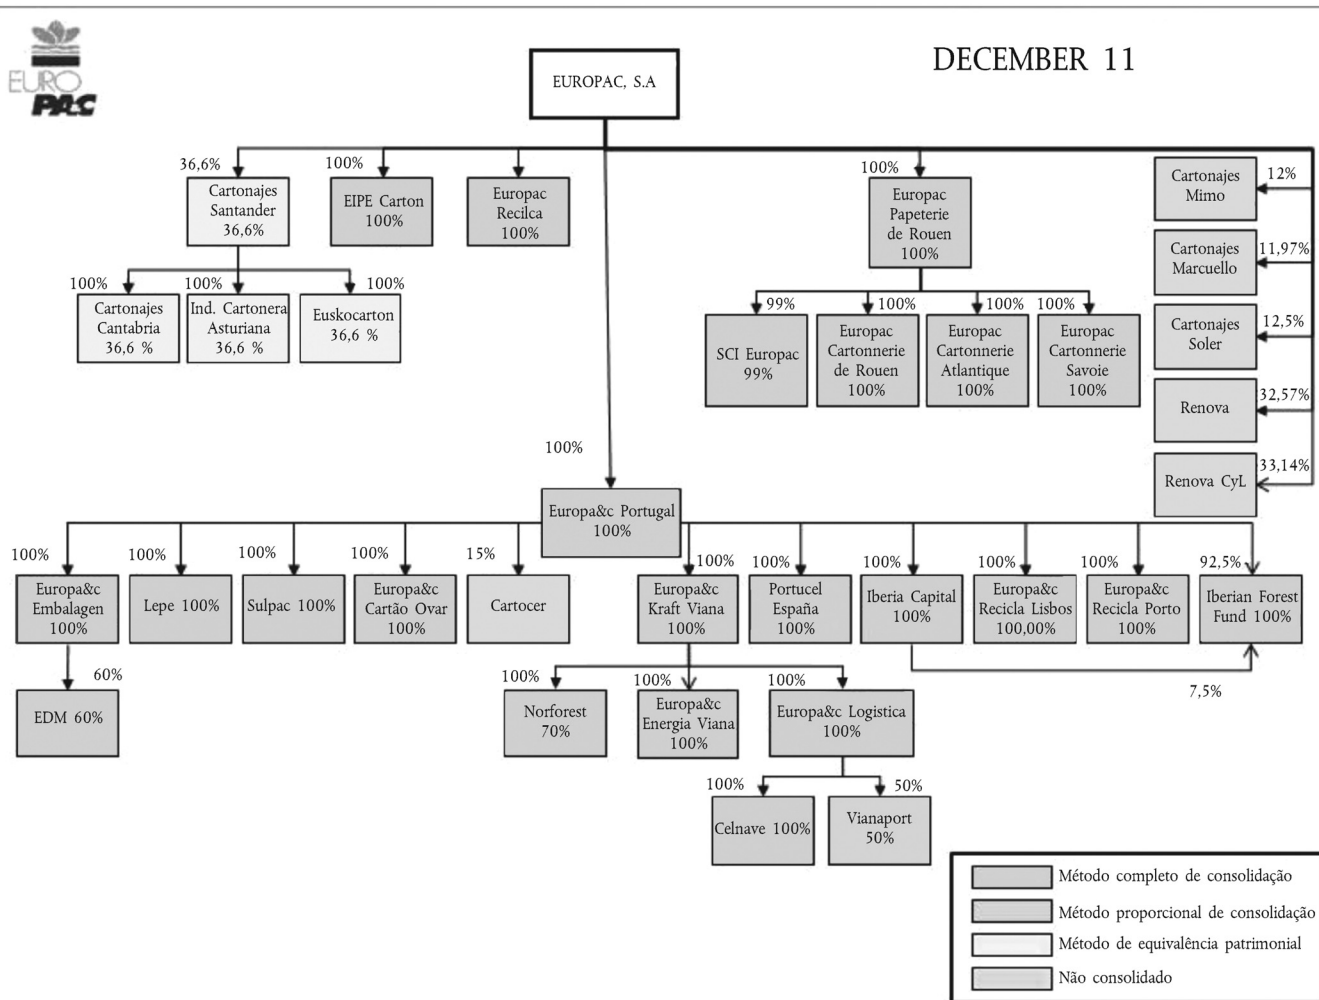 EURO
PAC
DECEMBER 11
EUROPAC, S.A
36,6%
Cartonajes
Santander
36,6%
100%
EIPE Carton
100%
Europac
Recilca
100%
100%
Europac
Papeterie
de Rouen
100%
Cartonajes
Mimo
12%
Cartonajes
Marcuello
11,97%
Cartonajes
Soler
12,5%
Renova
32,57%
Renova CyL
33,14%
100%
Cartonajes
Cantabria
36,6 %
100%
Ind. Cartonera
Asturiana
36,6 %
100%
Euskocarton
36,6 %
99%
SCI Europac
99%
100%
Europac
Cartonnerie
de Rouen
100%
100%
Europac
Cartonnerie
Atlantique
100%
100%
Europac
Cartonnerie
Savoie
100%
100%
Europa&c Portugal
100%
100%
Europa&c
Embalagen
100%
100%
Lepe 100%
100%
Sulpac 100%
100%
Europa&c
Cartão Ovar
100%
15%
Cartocer
100%
Europa&c
Kraft Viana
100%
100%
Portucel
España
100%
100%
Iberia Capital
100%
100%
Europa&c
Recicla Lisbos
100,00%
100%
Europa&c
Recicla Porto
100%
92,5%
Iberian Forest
Fund 100%
7,5%
60%
EDM 60%
100%
Norforest
70%
100%
Europa&c
Energia Viana
100%
100%
Europa&c Logistica
100%
100%
Celnave 100%
50%
Vianaport
50%
Método completo de consolidação
Método proporcional de consolidação
Método de equivalência patrimonial
Não consolidado